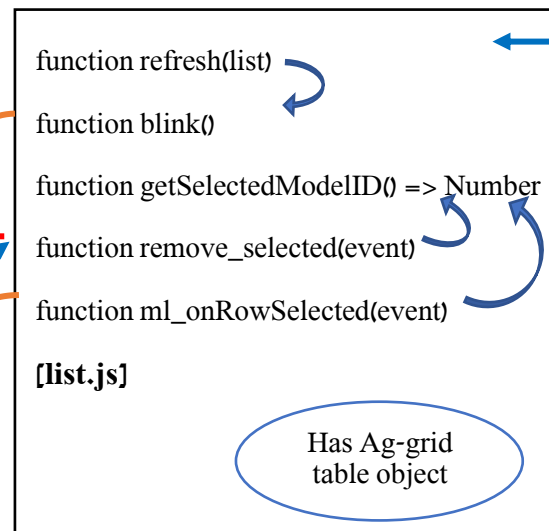 function refresh(list)
function blink()
function getSelectedModelID() => Number
function remove_selected(event)
function ml_onRowSelected(event)
[list.js]
Has Ag-grid
table object